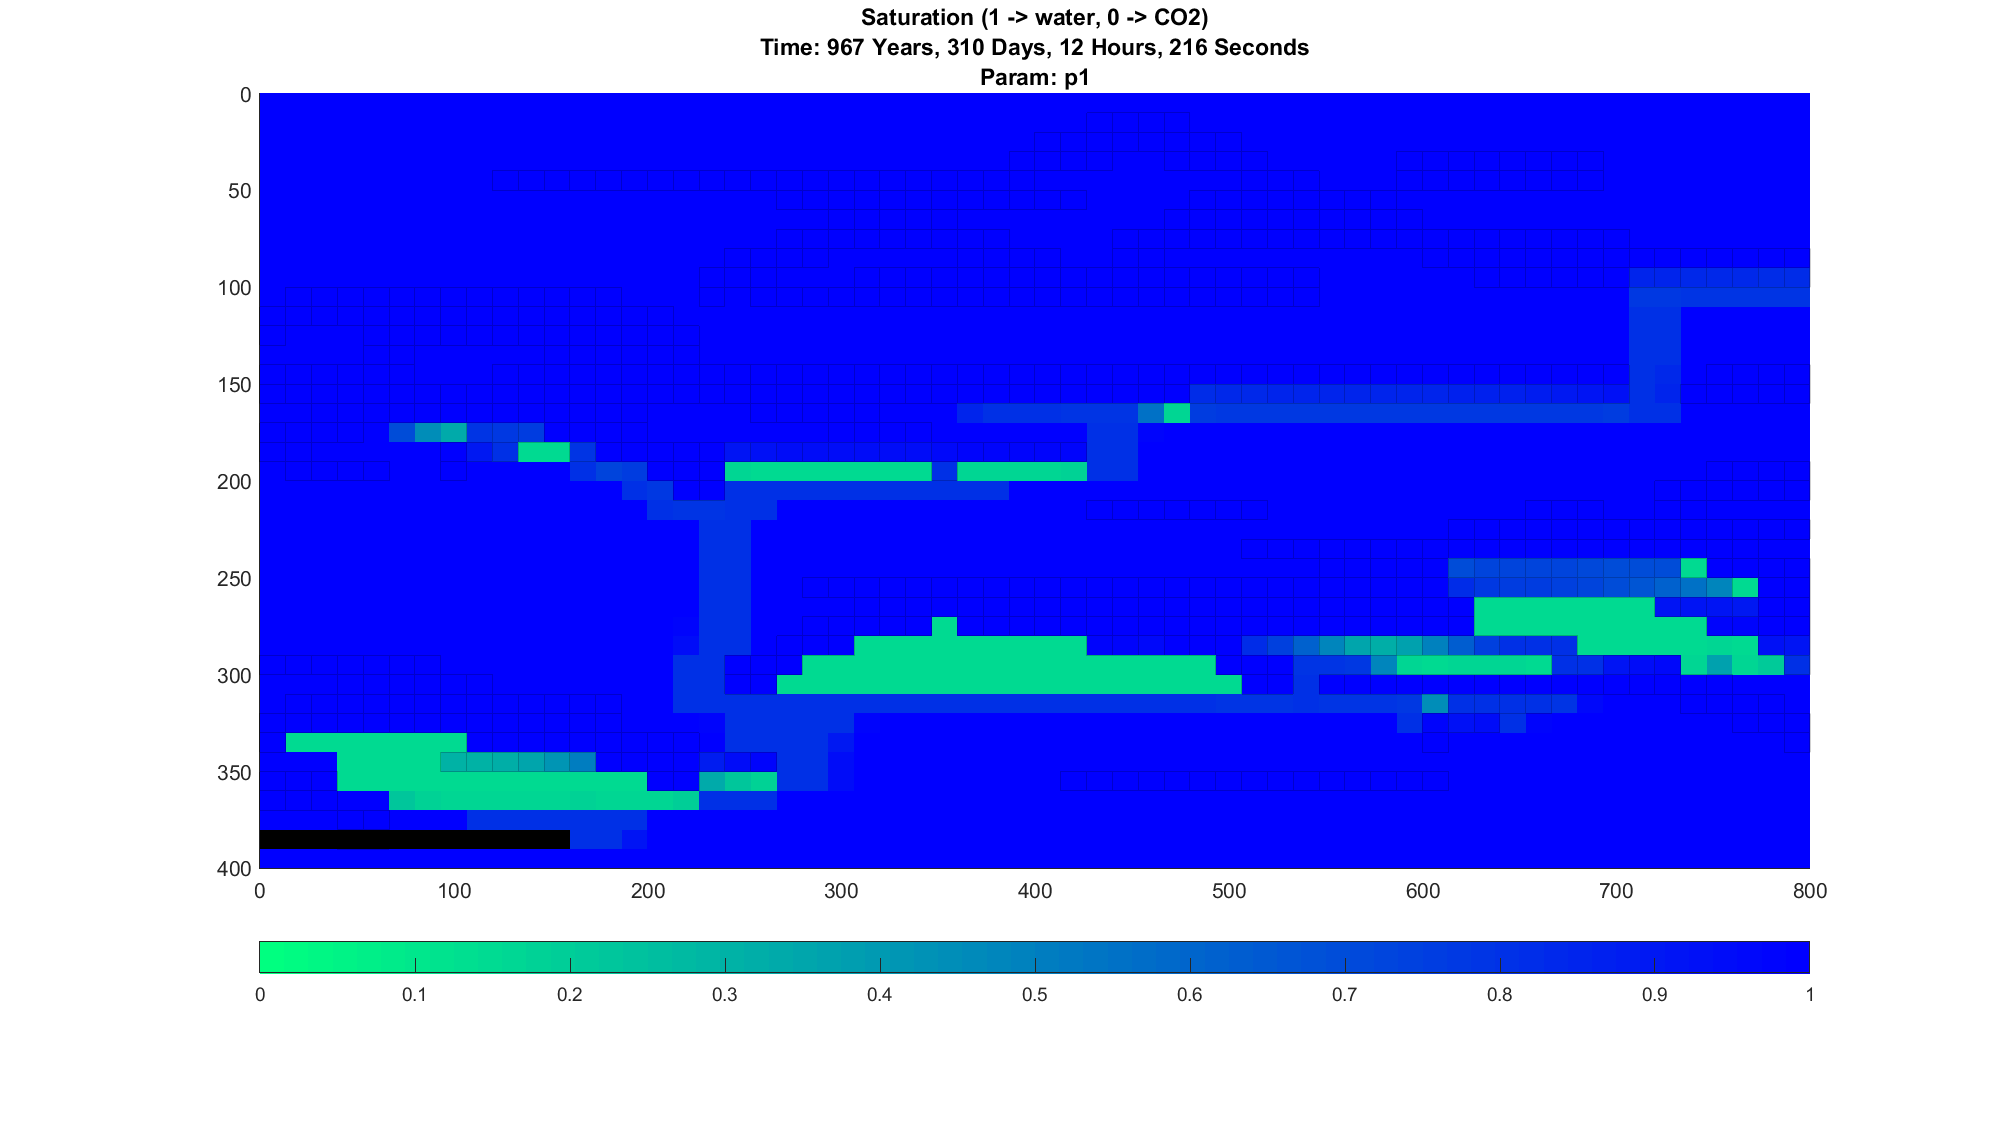 Saturation (1 -> water, 0 -> CO2)
Time: 967 Years, 310 Days, 12 Hours, 216 Seconds
Param: p1
0
50
100
150
200
250
300
350
400
0 100 200 300 400 500 600 700 800
0 0.1 0.2 0.3 0.4 0.5 0.6 0.7 0.8 0.9 1